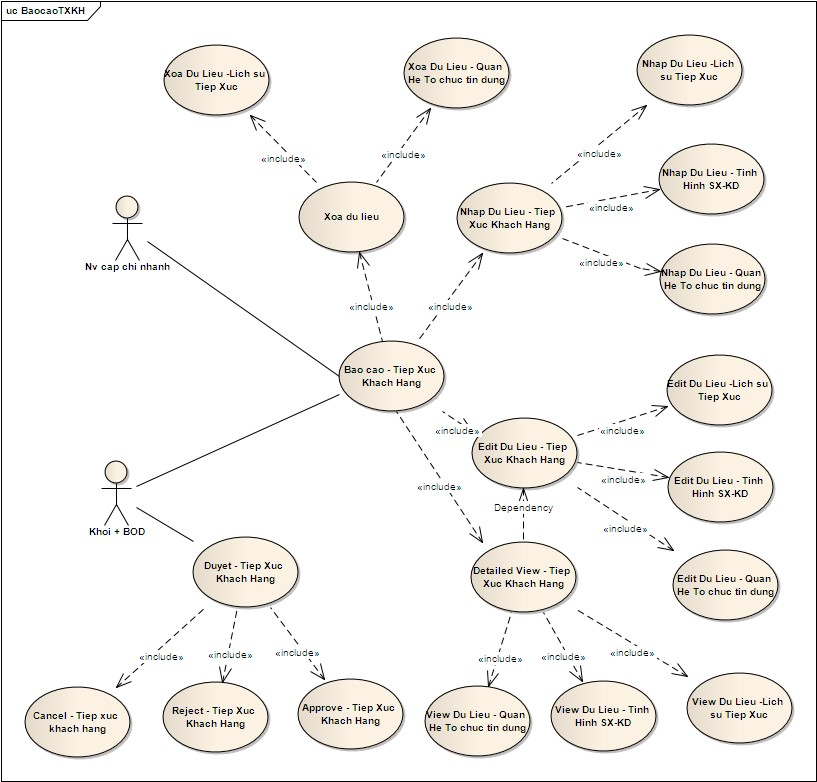 uc BaocaoTXKH
Xoa Du Lieu -Lich su
Tiep Xuc
Xoa Du Lieu - Quan
He To chuc tin dung
Nhap Du Lieu -Lich
su Tiep Xuc
«include»
«include»
«include»
Nhap Du Lieu - Tinh
Hinh SX-KD
Nv cap chi nhanh
Xoa du lieu
Nhap Du Lieu - Tiep
Xuc Khach Hang
«include»
«include»
Nhap Du Lieu - Quan
He To chuc tin dung
«include»
«include»
Bao cao - Tiep Xuc
Khach Hang
Edit Du Lieu -Lich su
Tiep Xuc
«include»
«include»
Edit Du Lieu - Tiep
Xuc Khach Hang
«include»
«include»
Edit Du Lieu - Tinh
Hinh SX-KD
Dependency
«include»
Khoi + BOD
Duyet - Tiep Xuc
Khach Hang
Detailed View - Tiep
Xuc Khach Hang
Edit Du Lieu - Quan
He To chuc tin dung
«include»
«include»
«include»
«include»
«include»
«include»
Cancel - Tiep xuc
khach hang
Reject - Tiep Xuc
Khach Hang
Approve - Tiep Xuc
Khach Hang
View Du Lieu - Quan
He To chuc tin dung
View Du Lieu - Tinh
Hinh SX-KD
View Du Lieu -Lich
su Tiep Xuc